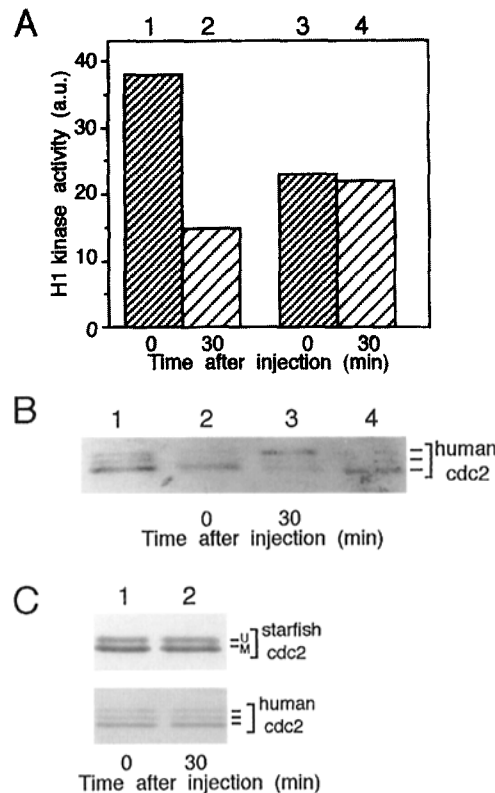 A
1 2 3 4
H1 kinase activity (a.u.)
40
30
20
10
0
0 30 0 30
Time after injection (min)
B
1 2 3 4
human
cdc2
0 30
Time after injection (min)
C
1 2
U
M
starfish
cdc2
human
cdc2
0 30
Time after injection (min)